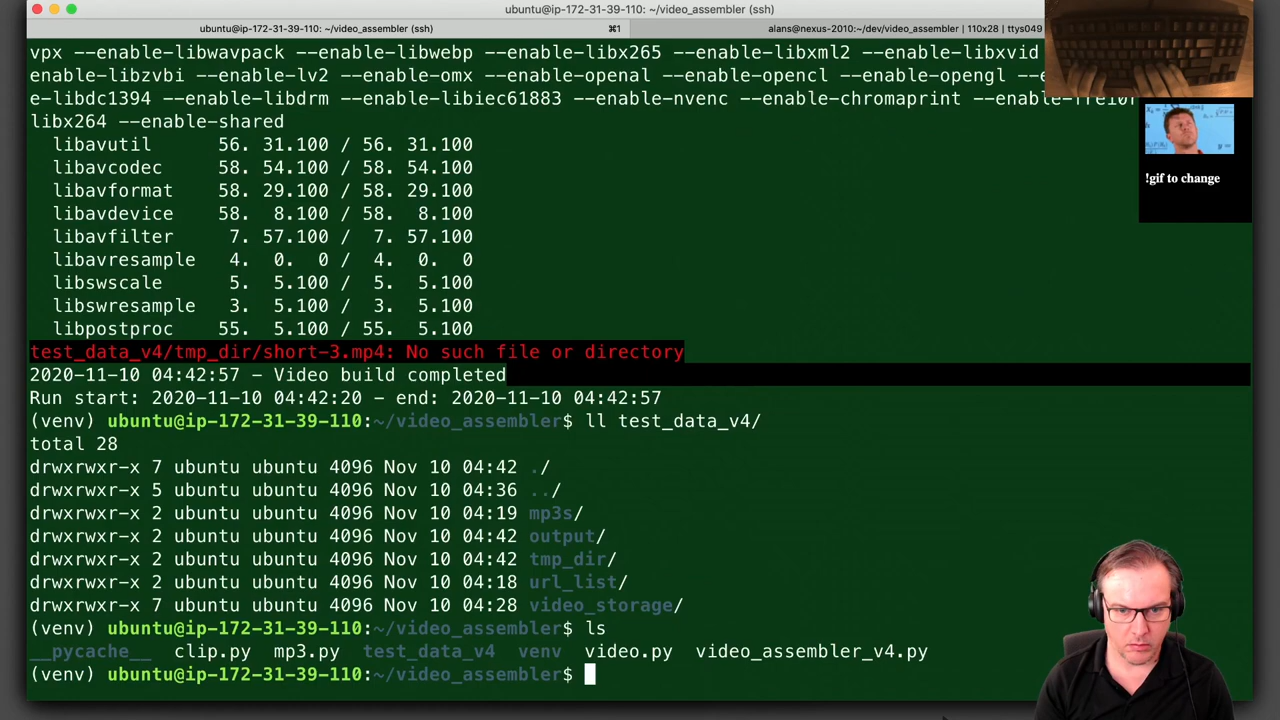 ubuntu@ip-172-31-39-110: ~/video_assembler (ssh)
ubuntu@ip-172-31-39-110: ~/video_assembler (ssh) ⌘1 alans@nexus-2010:~/dev/video_assembler | 110x28 | ttys049
vpx --enable-libwavpack --enable-libwebp --enable-libx265 --enable-libxml2 --enable-libxvid
enable-libzvbi --enable-lv2 --enable-omx --enable-openal --enable-opencl --enable-opengl --e
e-libdc1394 --enable-libdrm --enable-libiec61883 --enable-nvenc --enable-chromaprint --enable-frei0r
libx264 --enable-shared
libavutil 56. 31.100 / 56. 31.100
libavcodec 58. 54.100 / 58. 54.100
libavformat 58. 29.100 / 58. 29.100
libavdevice 58. 8.100 / 58. 8.100
libavfilter 7. 57.100 / 7. 57.100
libavresample 4. 0. 0 / 4. 0. 0
libswscale 5. 5.100 / 5. 5.100
libswresample 3. 5.100 / 3. 5.100
libpostproc 55. 5.100 / 55. 5.100
test_data_v4/tmp_dir/short-3.mp4: No such file or directory
2020-11-10 04:42:57 - Video build completed
Run start: 2020-11-10 04:42:20 - end: 2020-11-10 04:42:57
(venv) ubuntu@ip-172-31-39-110:~/video_assembler$ ll test_data_v4/
total 28
drwxrwxr-x 7 ubuntu ubuntu 4096 Nov 10 04:42 ./
drwxrwxr-x 5 ubuntu ubuntu 4096 Nov 10 04:36 ../
drwxrwxr-x 2 ubuntu ubuntu 4096 Nov 10 04:19 mp3s/
drwxrwxr-x 2 ubuntu ubuntu 4096 Nov 10 04:42 output/
drwxrwxr-x 2 ubuntu ubuntu 4096 Nov 10 04:42 tmp_dir/
drwxrwxr-x 2 ubuntu ubuntu 4096 Nov 10 04:18 url_list/
drwxrwxr-x 7 ubuntu ubuntu 4096 Nov 10 04:28 video_storage/
(venv) ubuntu@ip-172-31-39-110:~/video_assembler$ ls
__pycache__ clip.py mp3.py test_data_v4 venv video.py video_assembler_v4.py
(venv) ubuntu@ip-172-31-39-110:~/video_assembler$
!gif to change